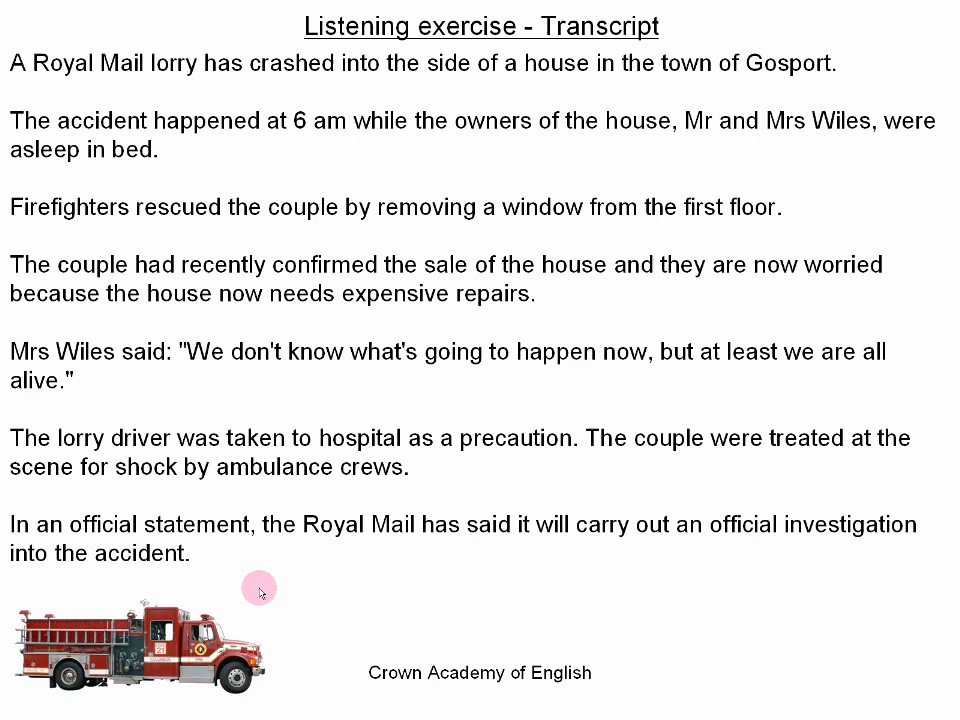 Listening exercise - Transcript
A Royal Mail lorry has crashed into the side of a house in the town of Gosport.
The accident happened at 6 am while the owners of the house, Mr and Mrs Wiles, were
asleep in bed.
Firefighters rescued the couple by removing a window from the first floor.
The couple had recently confirmed the sale of the house and they are now worried
because the house now needs expensive repairs.
Mrs Wiles said: "We don't know what's going to happen now, but at least we are all
alive."
The lorry driver was taken to hospital as a precaution. The couple were treated at the
scene for shock by ambulance crews.
In an official statement, the Royal Mail has said it will carry out an official investigation
into the accident.
21
Crown Academy of English